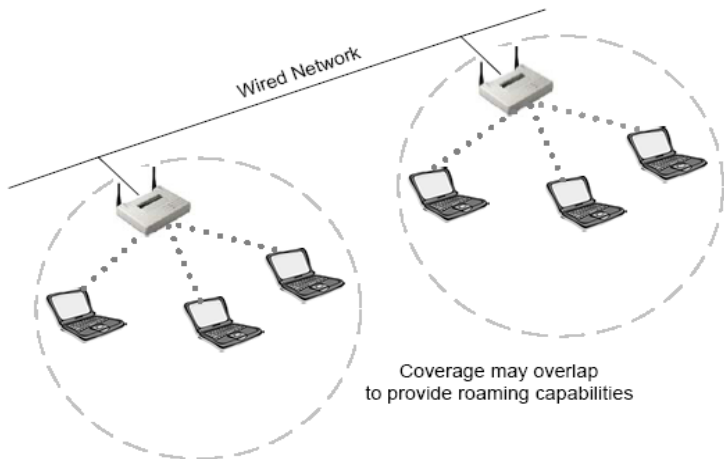 Wired Network
Coverage may overlap
to provide roaming capabilities